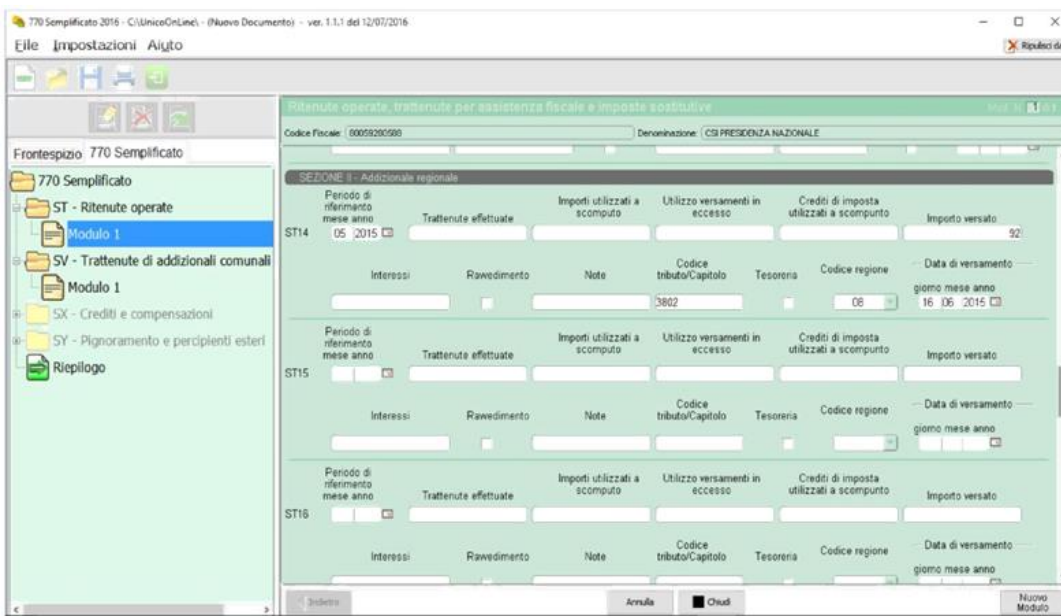 770 Semplificato 2016 - C:\UnicoOnLine\ - (Nuovo Documento) - ver. 1.1.1 del 12/07/2016
File Impostazioni Aiuto
Ripulisci da
Frontespizio 770 Semplificato
770 Semplificato
ST - Ritenute operate
Modulo 1
SV - Trattenute di addizionali comunali
Modulo 1
SX - Crediti e compensazioni
SY - Pignoramento e percipienti esteri
Riepilogo
Ritenute operate, trattenute per assistenza fiscale e imposte sostitutive
Codice Fiscale: 80059280588 Denominazione: CSI PRESIDENZA NAZIONALE
SEZIONE II - Addizionale regionale
Periodo di riferimento mese anno Trattenute effettuate Importi utilizzati a scomputo Utilizzo versamenti in eccesso Crediti di imposta utilizzati a scompunto Importo versato
ST14 05 2015 92
Interessi Rawedimento Note Codice tributo/Capitolo Tesoreria Codice regione Data di versamento giorno mese anno
3802 08 16 06 2015
Periodo di riferimento mese anno Trattenute effettuate Importi utilizzati a scomputo Utilizzo versamenti in eccesso Crediti di imposta utilizzati a scompunto Importo versato
ST15
Interessi Rawedimento Note Codice tributo/Capitolo Tesoreria Codice regione Data di versamento giorno mese anno
Periodo di riferimento mese anno Trattenute effettuate Importi utilizzati a scomputo Utilizzo versamenti in eccesso Crediti di imposta utilizzati a scompunto Importo versato
ST16
Interessi Rawedimento Note Codice tributo/Capitolo Tesoreria Codice regione Data di versamento giorno mese anno
Indietro Annulla Chiudi Nuovo Modulo